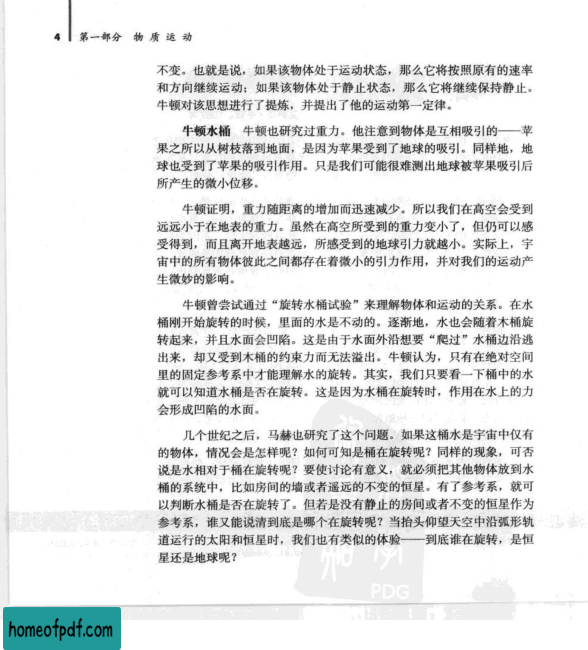 4 第一部分 物 质 运 动
不变。也就是说，如果该物体处于运动状态，那么它将按照原有的速率
和方向继续运动；如果该物体处于静止状态，那么它将继续保持静止。
牛顿对该思想进行了提炼，并提出了他的运动第一定律。
牛顿水桶 牛顿也研究过重力。他注意到物体是互相吸引的——苹
果之所以从树枝落到地面，是因为苹果受到了地球的吸引。同样地，地
球也受到了苹果的吸引作用。只是我们可能很难测出地球被苹果吸引后
所产生的微小位移。
牛顿证明，重力随距离的增加而迅速减少。所以我们在高空会受到
远远小于在地表的重力。虽然在高空所受到的重力变小了，但仍可以感
受得到，而且离开地表越远，所感受到的地球引力就越小。实际上，宇
宙中的所有物体彼此之间都存在着微小的引力作用，并对我们的运动产
生微妙的影响。
牛顿曾尝试通过“旋转水桶试验”来理解物体和运动的关系。在水
桶刚开始旋转的时候，里面的水是不动的。逐渐地，水也会随着木桶旋
转起来，并且水面会凹陷。这是由于水面外沿想要“爬过”水桶边沿逃
出来，却又受到木桶的约束力而无法溢出。牛顿认为，只有在绝对空间
里的固定参考系中才能理解水的旋转。其实，我们只要看一下桶中的水
就可以知道水桶是否在旋转。这是因为水桶在旋转时，作用在水上的力
会形成凹陷的水面。
几个世纪之后，马赫也研究了这个问题。如果这桶水是宇宙中仅有
的物体，情况会是怎样呢？如何可知是桶在旋转呢？同样的现象，可否
说是水相对于桶在旋转呢？要使讨论有意义，就必须把其他物体放到水
桶的系统中，比如房间的墙或者遥远的不变的恒星。有了参考系，就可
以判断水桶是否在旋转了。但若是没有静止的房间或者不变的恒星作为
参考系，谁又能说清到底是哪个在旋转呢？当抬头仰望天空中沿弧形轨
道运行的太阳和恒星时，我们也有类似的体验——到底谁在旋转，是恒
星还是地球呢？
PDG
homeofpdf.com